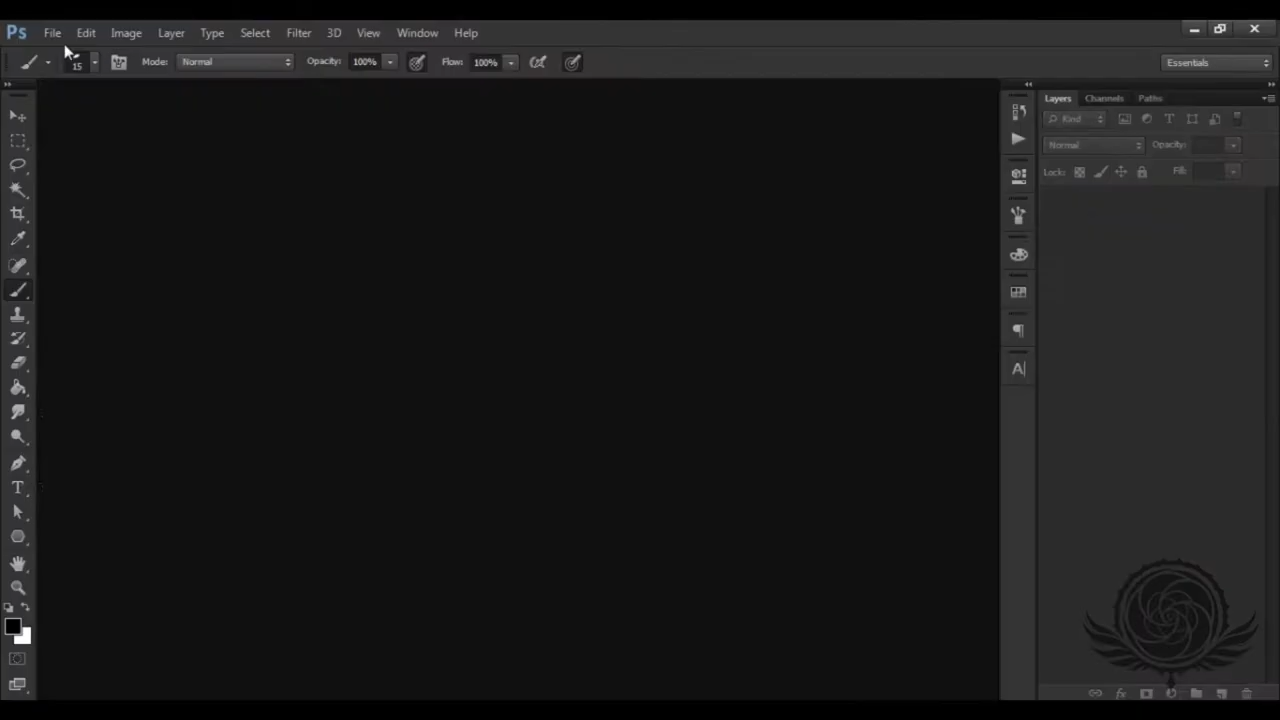 Ps File Edit Image Layer Type Select Filter 3D View Window Help
15 Mode: Normal Opacity: 100% Flow: 100% Essentials
Layers Channels Paths
Kind T
Normal Opacity:
Lock: Fill:
A
T
fx